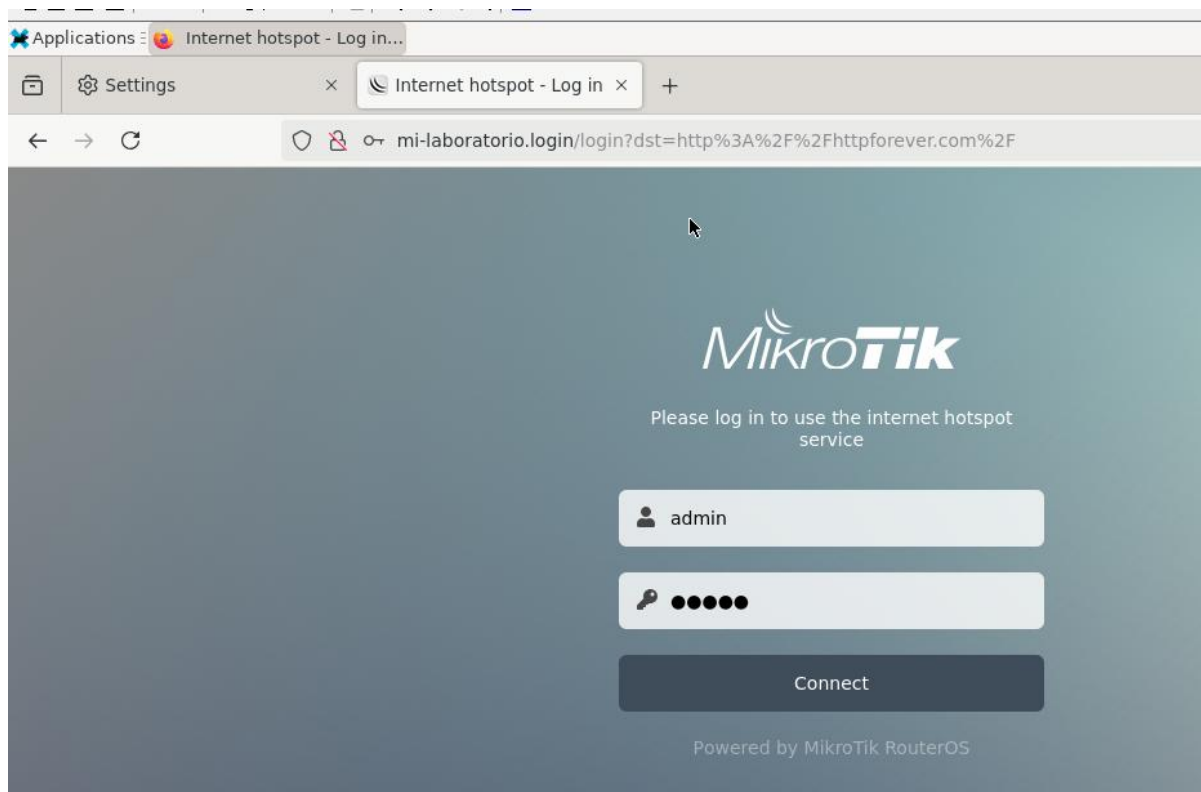 Applications
Internet hotspot - Log in...
Settings
Internet hotspot - Log in
mi-laboratorio.login/login?dst=http%3A%2F%2Fhttpforever.com%2F
MikroTik
Please log in to use the internet hotspot
service
admin
●●●●●
Connect
Powered by MikroTik RouterOS